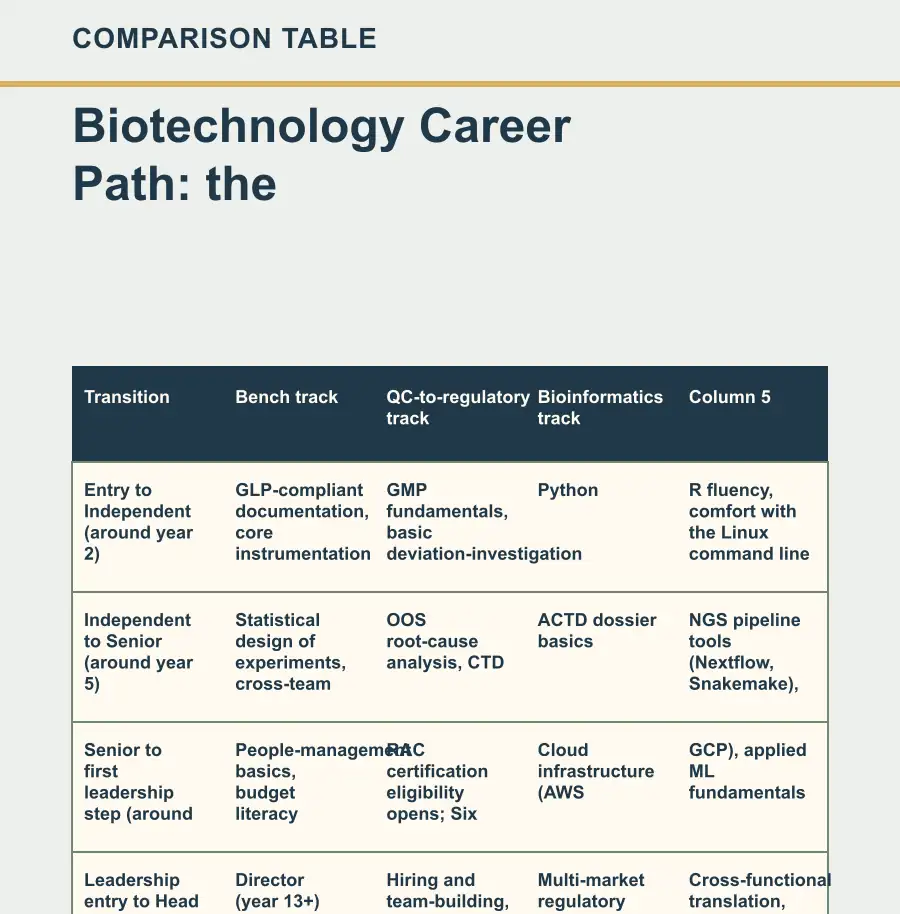 COMPARISON TABLE
Biotechnology Career
Path: the
Transition
Bench track
QC-to-regulatory
track
Bioinformatics
track
Column 5
Entry to
Independent
(around year
2)
GLP-compliant
documentation,
core
instrumentation
GMP
fundamentals,
basic
deviation-investigation
Python
R fluency,
comfort with
the Linux
command line
Independent
to Senior
(around year
5)
Statistical
design of
experiments,
cross-team
OOS
root-cause
analysis, CTD
ACTD dossier
basics
NGS pipeline
tools
(Nextflow,
Snakemake),
Senior to
first
leadership
step (around
People-management
basics,
budget
literacy
RAC
certification
eligibility
opens; Six
Cloud
infrastructure
(AWS
GCP), applied
ML
fundamentals
Leadership
entry to Head
Director
(year 13+)
Hiring and
team-building,
Multi-market
regulatory
Cross-functional
translation,